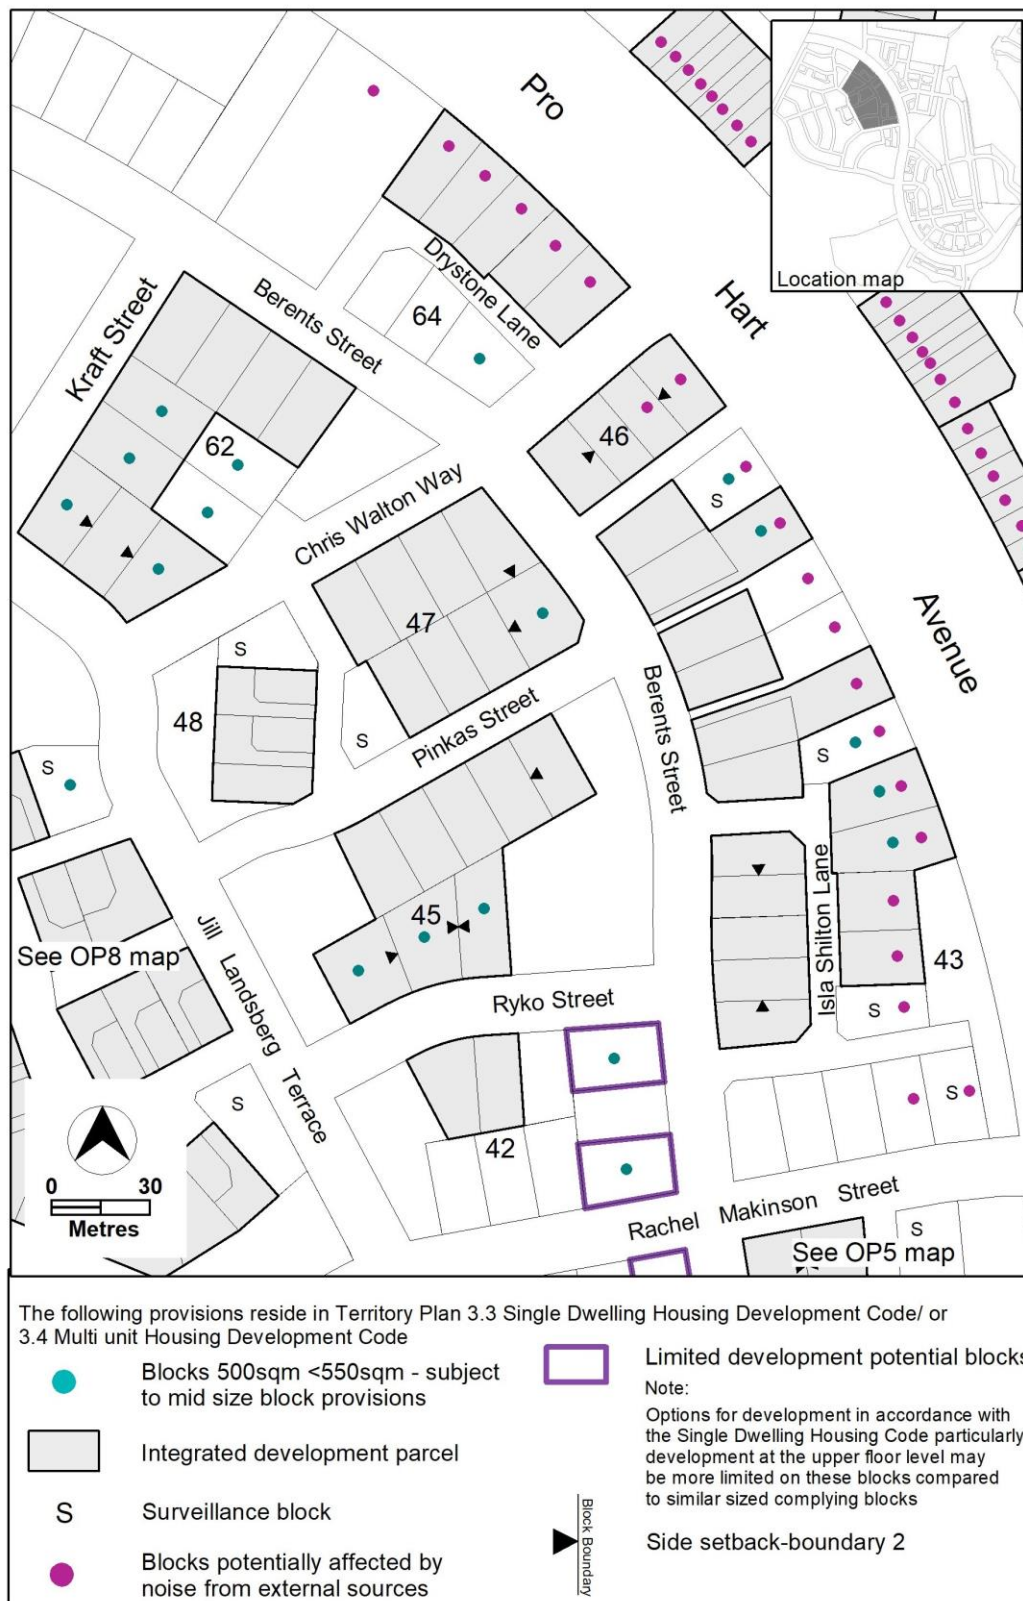 Pro
Hart
Avenue
Location map
Drystone Lane
Berents Street
64
Kraft Street
62
46
S
Chris Walton Way
47
S
48
S
Pinkas Street
Berents Street
S
S
45
Isla Shilton Lane
See OP8 map
Jill Landsberg Terrace
43
Ryko Street
S
S
S
42
0 30
Metres
Rachel Makinson Street
S
See OP5 map
The following provisions reside in Territory Plan 3.3 Single Dwelling Housing Development Code/ or
3.4 Multi unit Housing Development Code
Blocks 500sqm <550sqm - subject
to mid size block provisions
Integrated development parcel
S Surveillance block
Blocks potentially affected by
noise from external sources
Limited development potential blocks
Note:
Options for development in accordance with
the Single Dwelling Housing Code particularly
development at the upper floor level may
be more limited on these blocks compared
to similar sized complying blocks
Block Boundary
Side setback-boundary 2